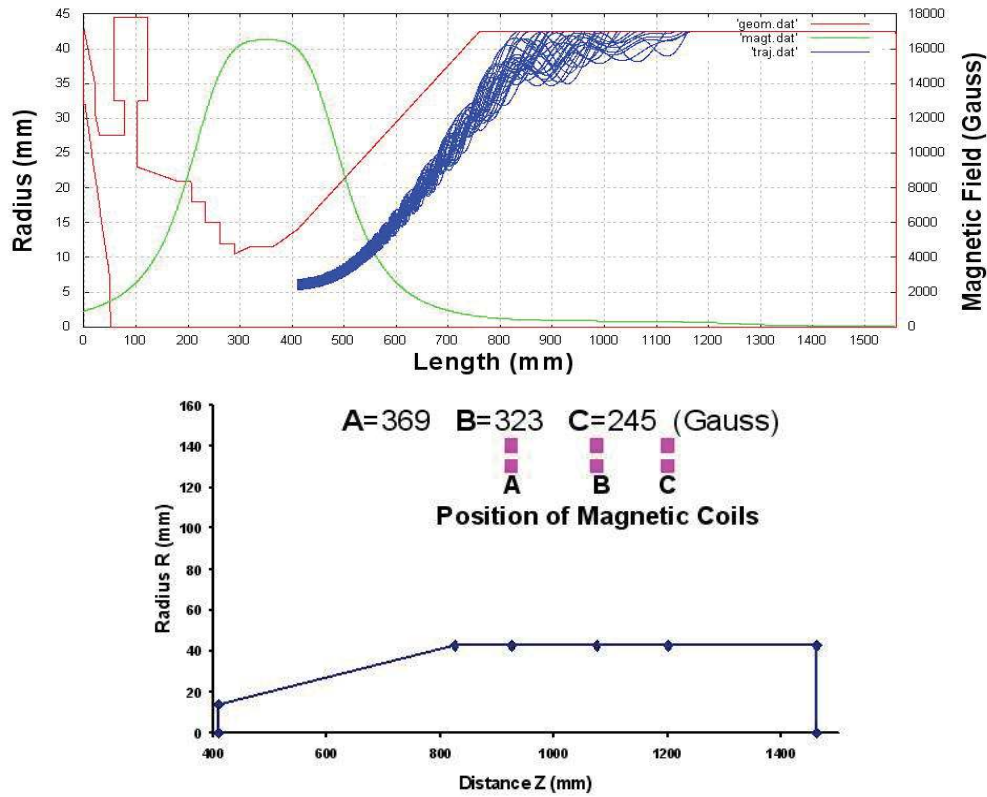 45
40
35
30
25
20
15
10
5
0
Radius (mm)
18000
16000
14000
12000
10000
8000
6000
4000
2000
0
Magnetic Field (Gauss)
'geom.dat'
'magt.dat'
'traj.dat'
0 100 200 300 400 500 600 700 800 900 1000 1100 1200 1300 1400 1500
Length (mm)
160
140
120
100
80
60
40
20
0
Radius R (mm)
A=369 B=323 C=245 (Gauss)
A B C
Position of Magnetic Coils
400 600 800 1000 1200 1400
Distance Z (mm)